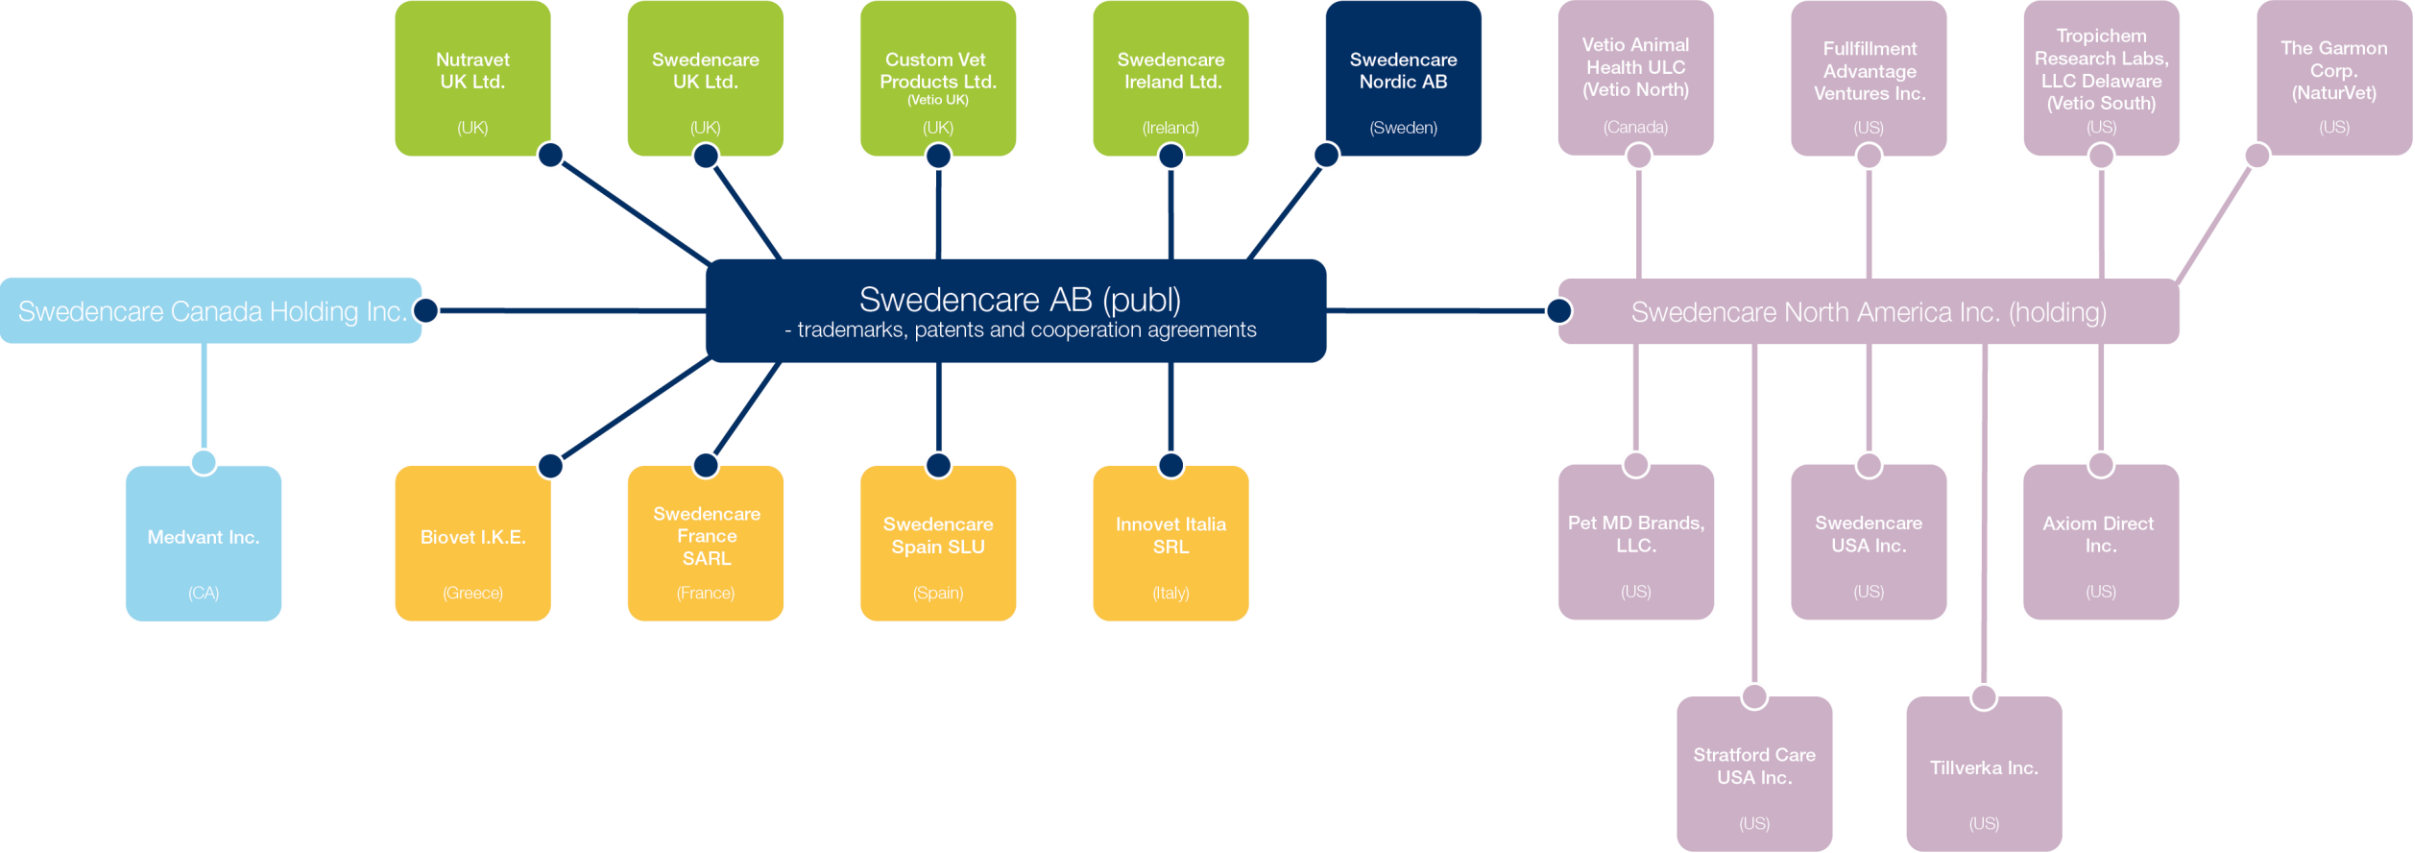 Nutravet
UK Ltd.
(UK)
Swedencare
UK Ltd.
(UK)
Custom Vet
Products Ltd.
(Vetio UK)
(UK)
Swedencare
Ireland Ltd.
(Ireland)
Swedencare
Nordic AB
(Sweden)
Vetio Animal
Health ULC
(Vetio North)
(Canada)
Fullfillment
Advantage
Ventures Inc.
(US)
Tropichem
Research Labs,
LLC Delaware
(Vetio South)
(US)
The Garmon
Corp.
(NaturVet)
(US)
Swedencare Canada Holding Inc.
Swedencare AB (publ)
- trademarks, patents and cooperation agreements
Swedencare North America Inc. (holding)
Medvant Inc.
(CA)
Biovet I.K.E.
(Greece)
Swedencare
France
SARL
(France)
Swedencare
Spain SLU
(Spain)
Innovet Italia
SRL
(Italy)
Pet MD Brands,
LLC.
(US)
Swedencare
USA Inc.
(US)
Axiom Direct
Inc.
(US)
Stratford Care
USA Inc.
(US)
Tillverka Inc.
(US)